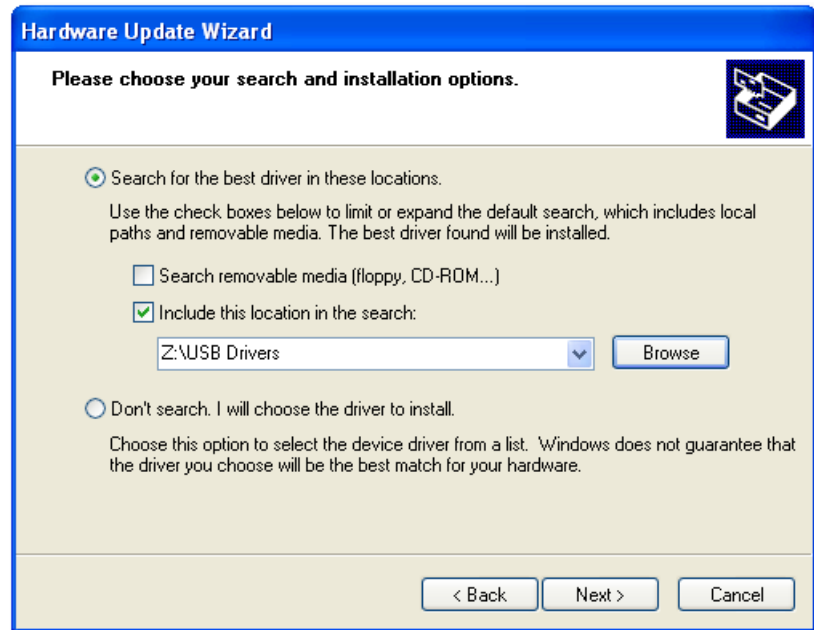 Hardware Update Wizard
Please choose your search and installation options.
Search for the best driver in these locations.
Use the check boxes below to limit or expand the default search, which includes local
paths and removable media. The best driver found will be installed.
Search removable media (floppy, CD-ROM...)
Include this location in the search:
Z:\USB Drivers
Browse
Don't search. I will choose the driver to install.
Choose this option to select the device driver from a list. Windows does not guarantee that
the driver you choose will be the best match for your hardware.
< Back Next > Cancel